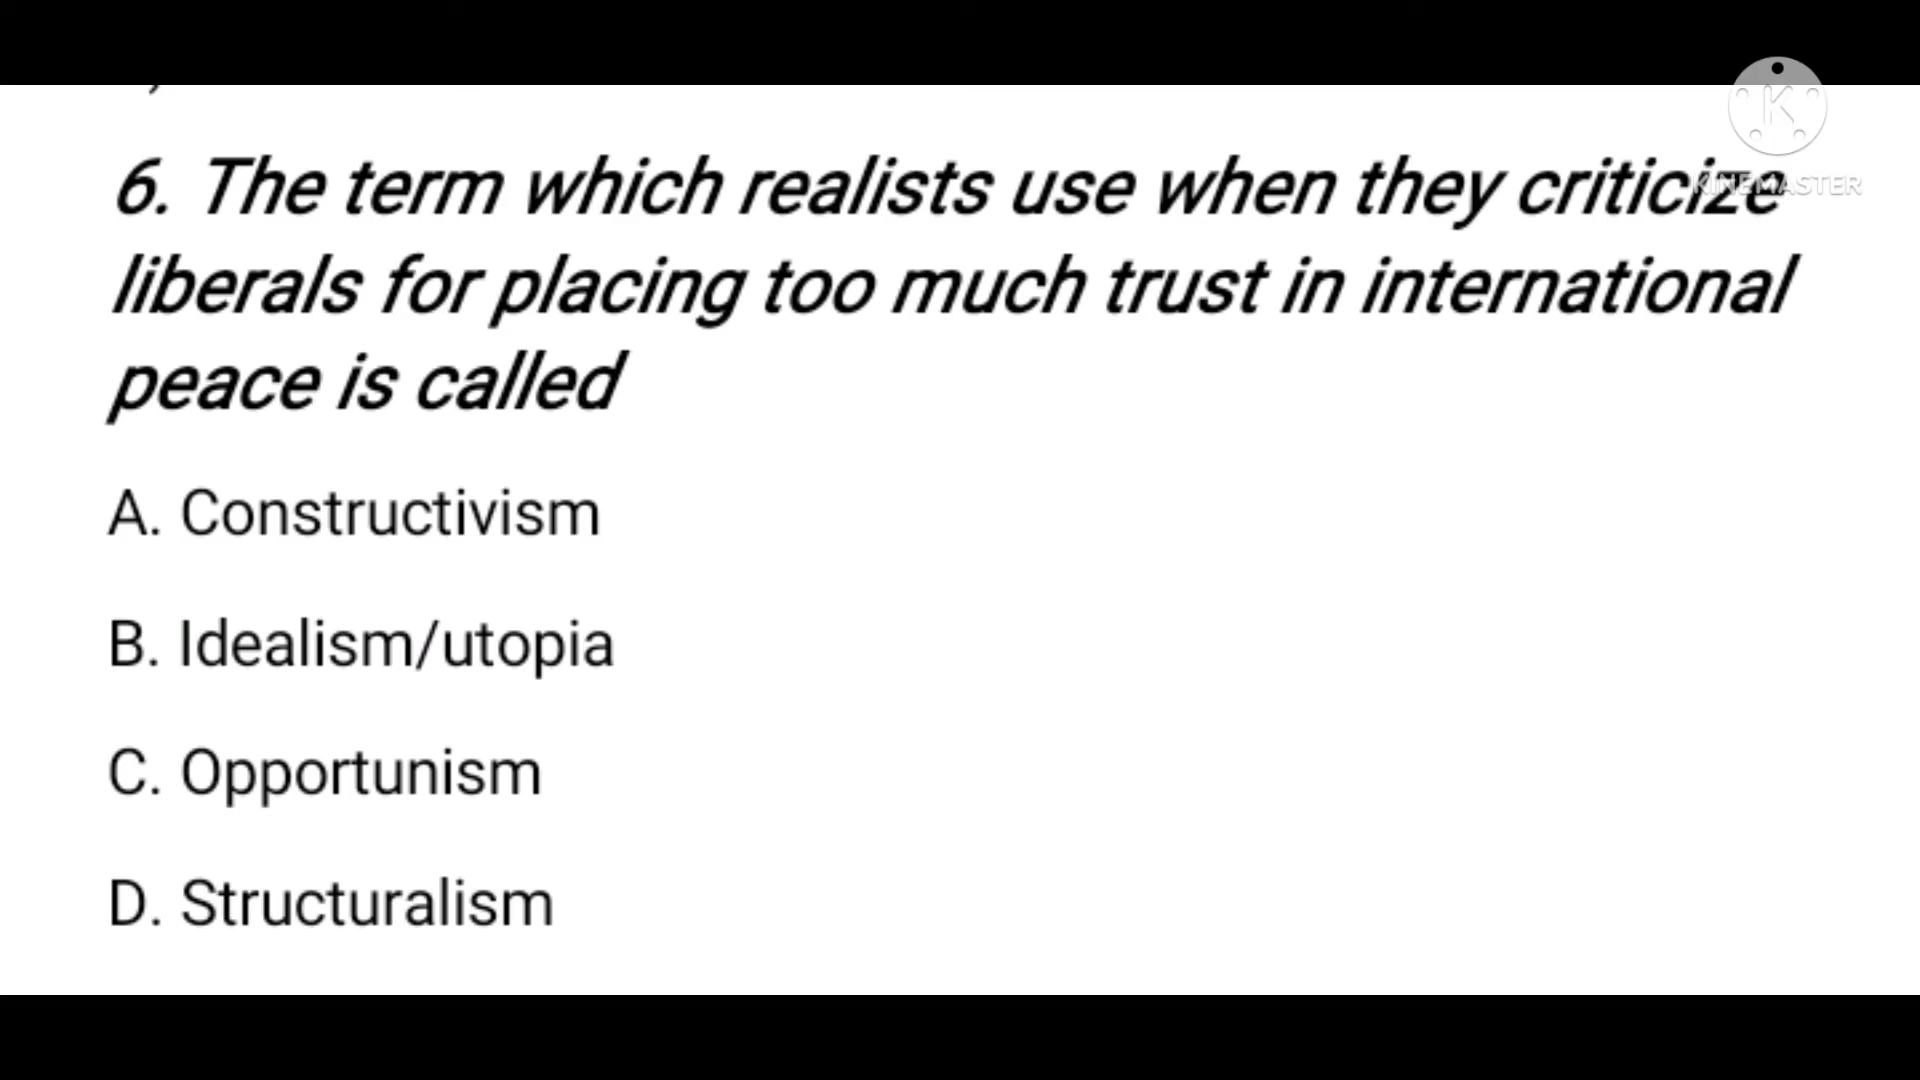 6. The term which realists use when they criticize
KINEMASTER
liberals for placing too much trust in international
peace is called
A. Constructivism
B. Idealism/utopia
C. Opportunism
D. Structuralism